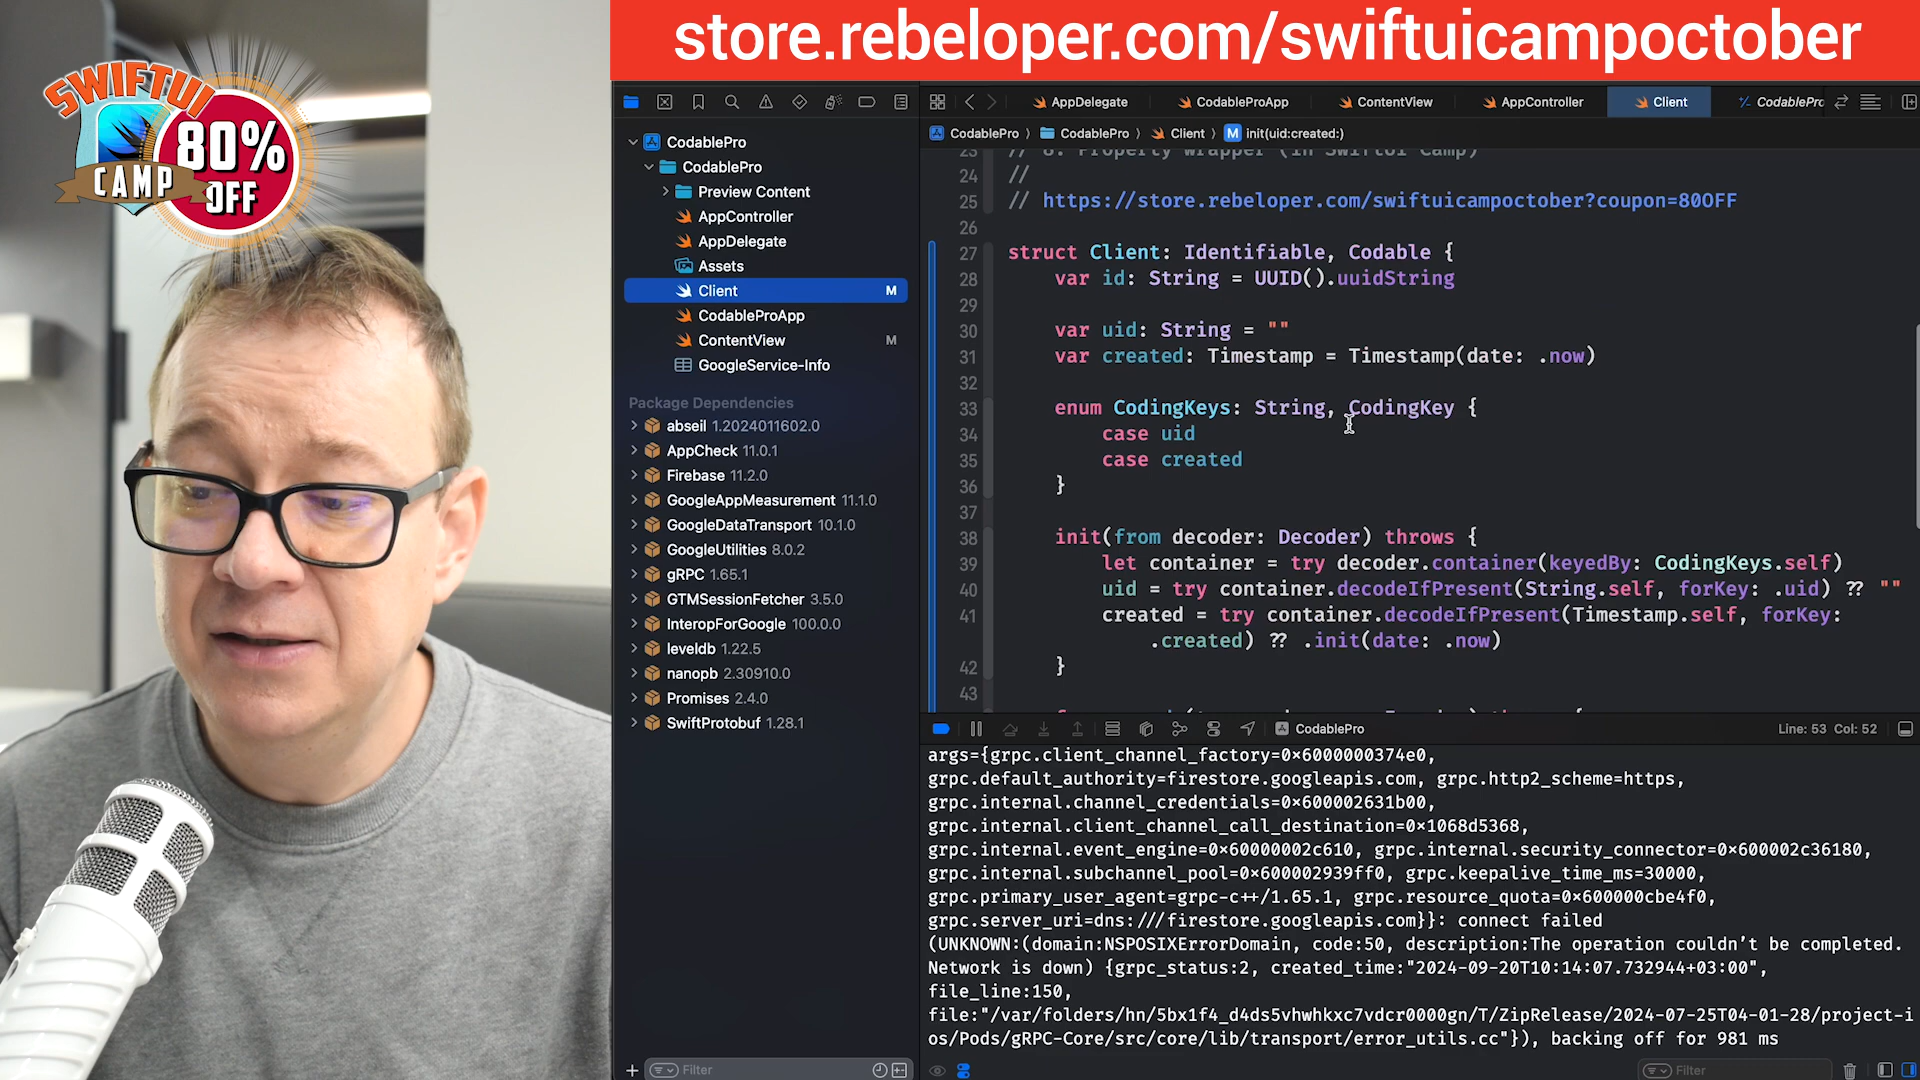 store.rebeloper.com/swiftuicampoctober
SWIFTUI
CAMP
80%
OFF
AppDelegate
CodableProApp
ContentView
AppController
Client
CodablePro
CodablePro
CodablePro
Client
M
init(uid:created:)
CodablePro
CodablePro
Preview Content
AppController
AppDelegate
Assets
Client
M
CodableProApp
ContentView
M
GoogleService-Info
Package Dependencies
abseil 1.2024011602.0
AppCheck 11.0.1
Firebase 11.2.0
GoogleAppMeasurement 11.1.0
GoogleDataTransport 10.1.0
GoogleUtilities 8.0.2
gRPC 1.65.1
GTMSessionFetcher 3.5.0
InteropForGoogle 100.0.0
leveldb 1.22.5
nanopb 2.30910.0
Promises 2.4.0
SwiftProtobuf 1.28.1
Filter
24 //
25 // https://store.rebeloper.com/swiftuicampoctober?coupon=80OFF
26
27 struct Client: Identifiable, Codable {
28 var id: String = UUID().uuidString
29
30 var uid: String = ""
31 var created: Timestamp = Timestamp(date: .now)
32
33 enum CodingKeys: String, CodingKey {
34 case uid
35 case created
36 }
37
38 init(from decoder: Decoder) throws {
39 let container = try decoder.container(keyedBy: CodingKeys.self)
40 uid = try container.decodeIfPresent(String.self, forKey: .uid) ?? ""
41 created = try container.decodeIfPresent(Timestamp.self, forKey:
.created) ?? .init(date: .now)
42 }
43
CodablePro
Line: 53 Col: 52
args={grpc.client_channel_factory=0x6000000374e0,
grpc.default_authority=firestore.googleapis.com, grpc.http2_scheme=https,
grpc.internal.channel_credentials=0x600002631b00,
grpc.internal.client_channel_call_destination=0x1068d5368,
grpc.internal.event_engine=0x60000002c610, grpc.internal.security_connector=0x600002c36180,
grpc.internal.subchannel_pool=0x600002939ff0, grpc.keepalive_time_ms=30000,
grpc.primary_user_agent=grpc-c++/1.65.1, grpc.resource_quota=0x600000cbe4f0,
grpc.server_uri=dns:///firestore.googleapis.com}}: connect failed
(UNKNOWN:(domain:NSPOSIXErrorDomain, code:50, description:The operation couldn’t be completed.
Network is down) {grpc_status:2, created_time:"2024-09-20T10:14:07.732944+03:00",
file_line:150,
file:"/var/folders/hn/5bx1f4_d4ds5vhwhkxc7vdcr0000gn/T/ZipRelease/2024-07-25T04-01-28/project-i
os/Pods/gRPC-Core/src/core/lib/transport/error_utils.cc"}), backing off for 981 ms
Filter